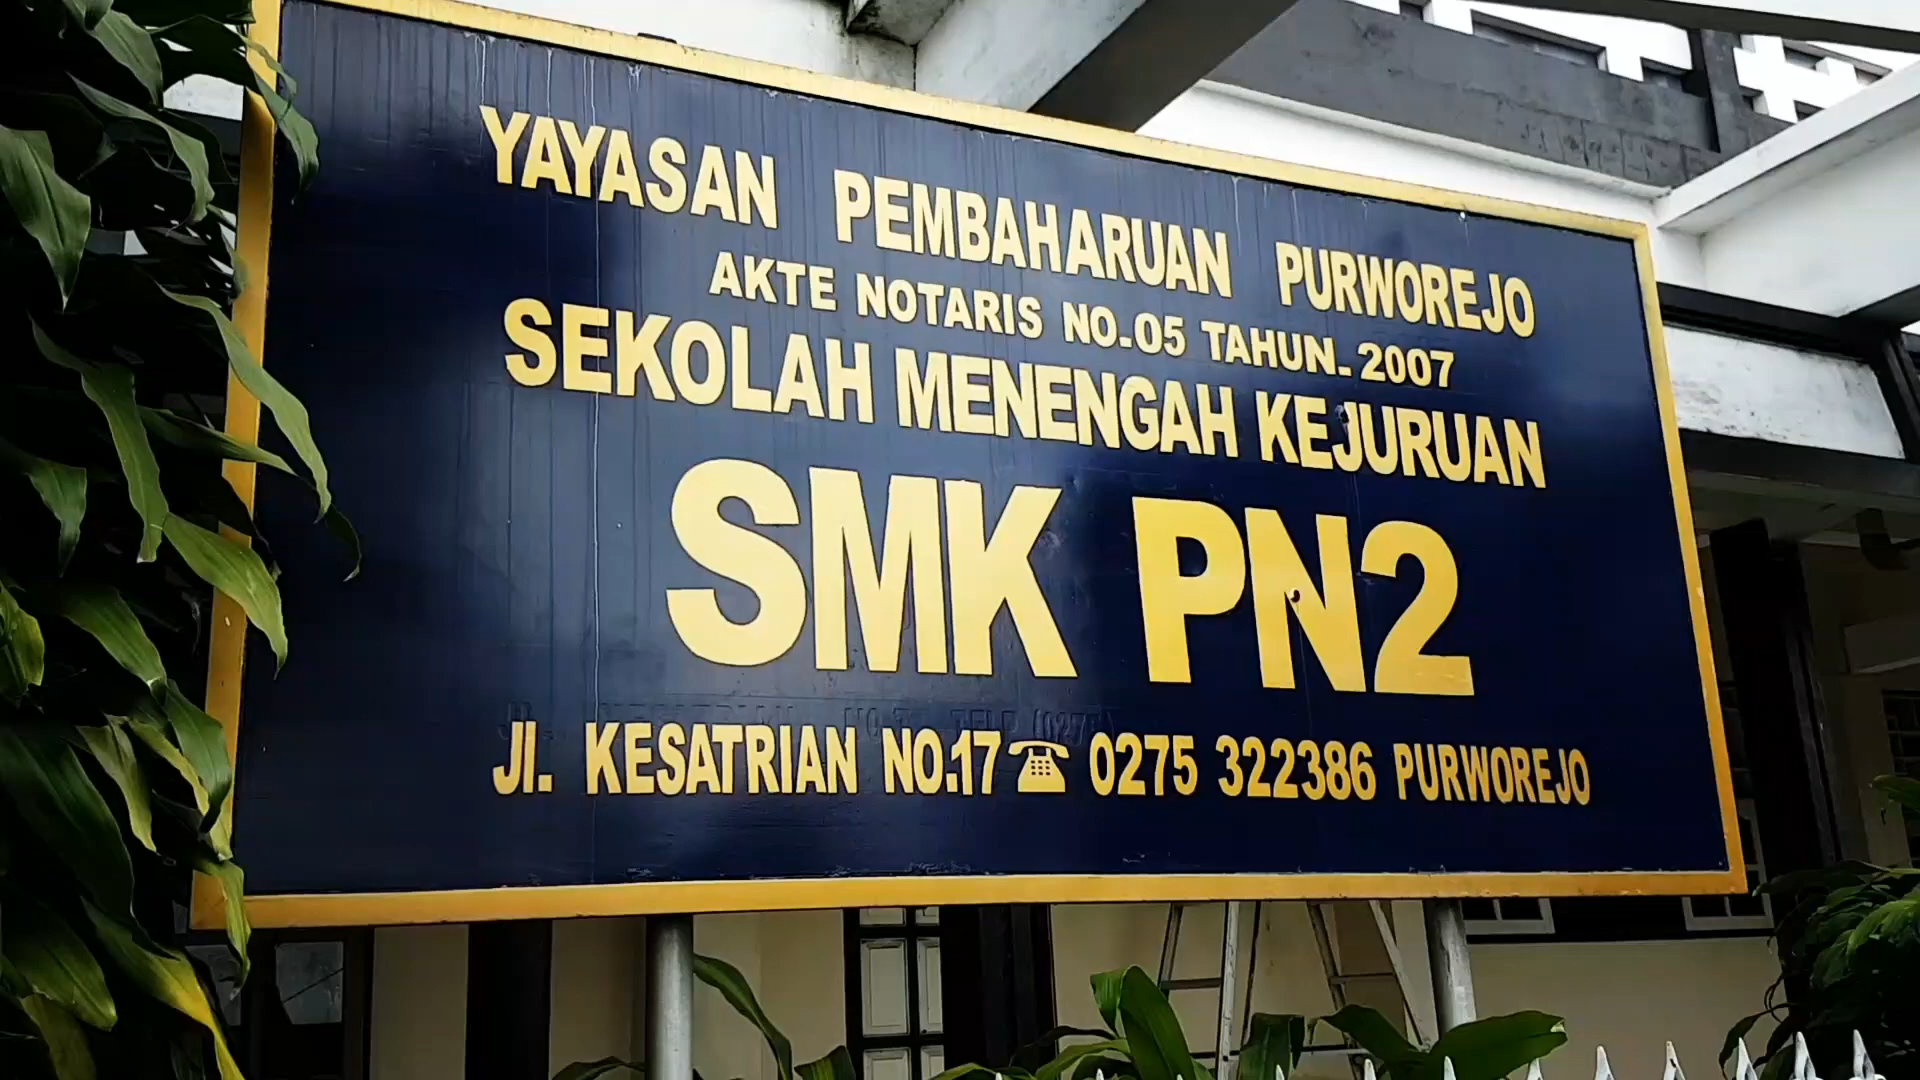 YAYASAN PEMBAHARUAN PURWOREJO
AKTE NOTARIS NO.05 TAHUN.2007
SEKOLAH MENENGAH KEJURUAN
SMK PN2
Jl. KESATRIAN NO.17 ☎ 0275 322386 PURWOREJO